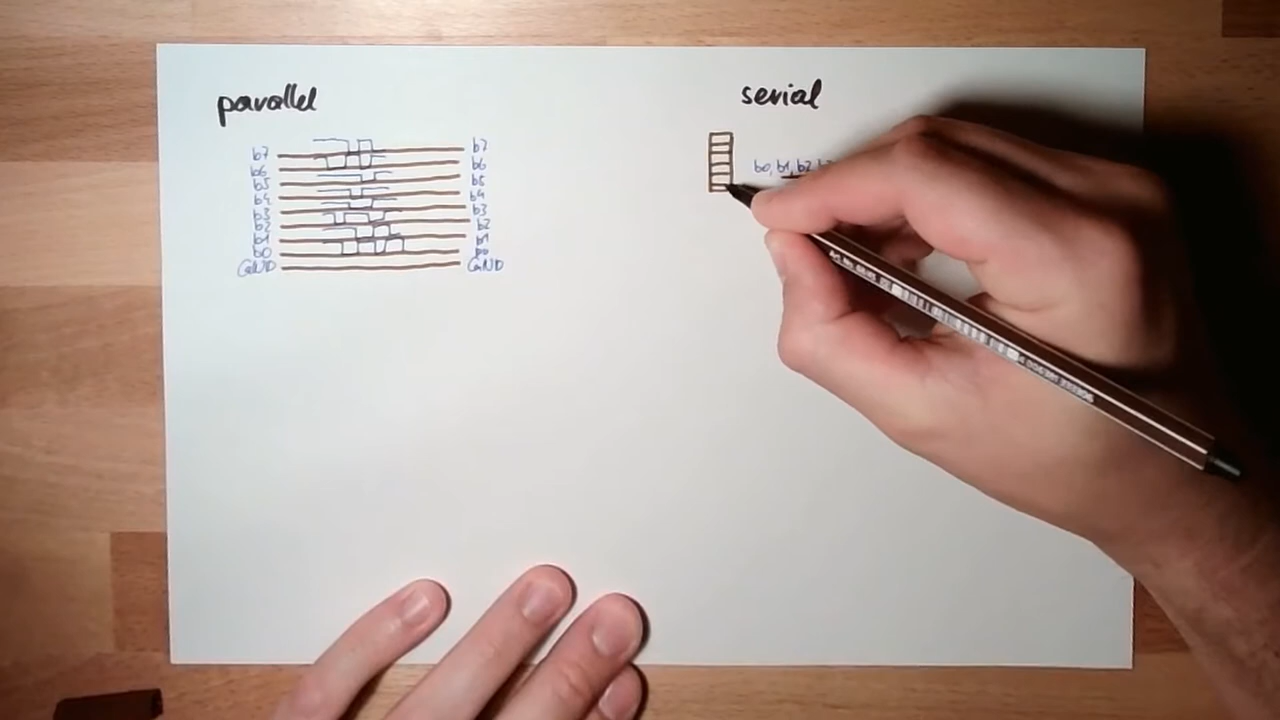 parallel
serial
b7 b7
b6 b6
b5 b5
b4 b4
b3 b3
b2 b2
b1 b1
b0 b0
GND GND
b0, b1, b2